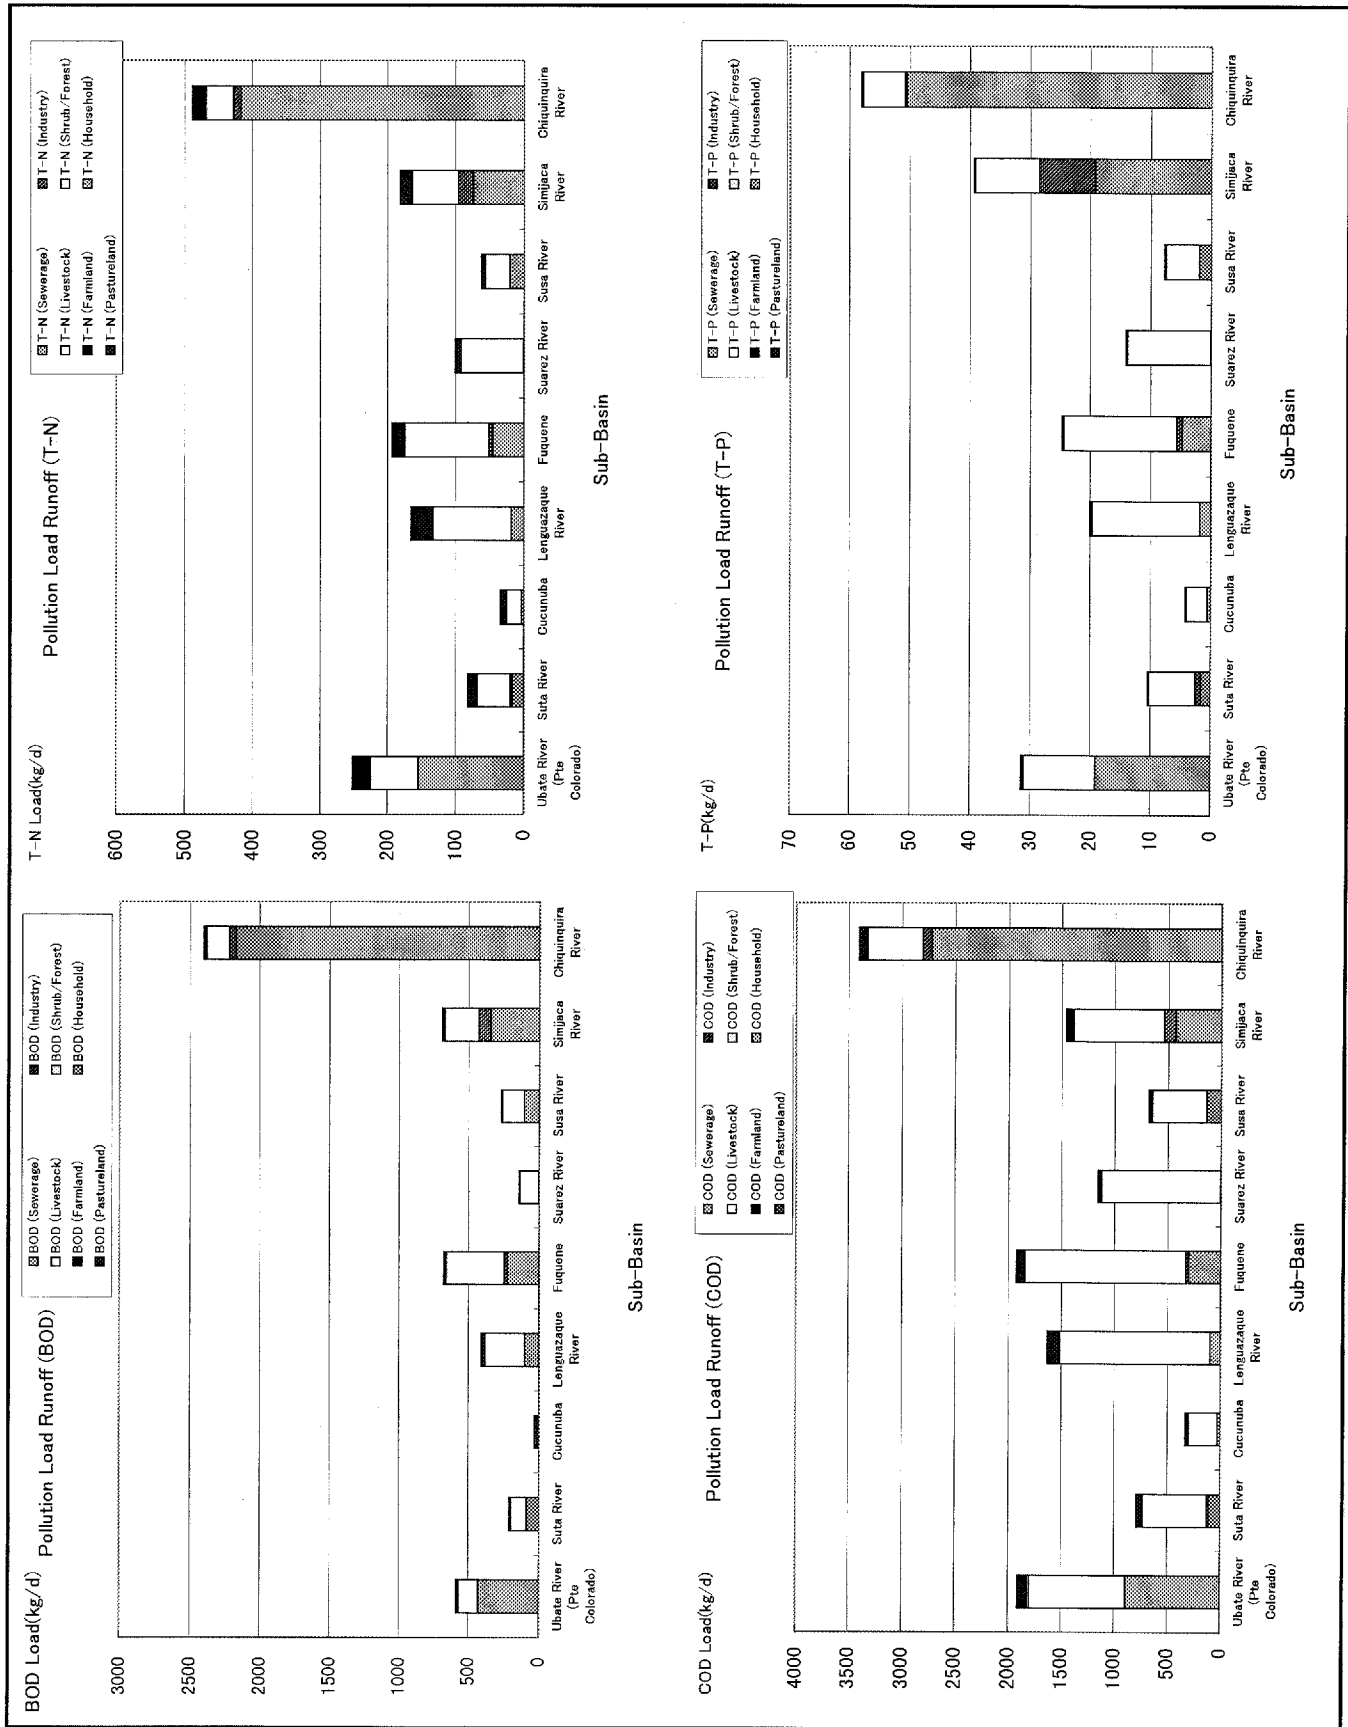 BOD Load(kg/d)
Pollution Load Runoff (BOD)
BOD (Sewerage)
BOD (Industry)
BOD (Livestock)
BOD (Shrub/Forest)
BOD (Farmland)
BOD (Household)
BOD (Pastureland)
3000
2500
2000
1500
1000
500
0
Ubate River
(Pte
Colorado)
Suta River
Cucunuba
Lenguazaque
River
Fuquene
Suarez River
Susa River
Simijaca
River
Chiquinquira
River
Sub-Basin
T-N Load(kg/d)
Pollution Load Runoff (T-N)
T-N (Sewerage)
T-N (Industry)
T-N (Livestock)
T-N (Shrub/Forest)
T-N (Farmland)
T-N (Household)
T-N (Pastureland)
600
500
400
300
200
100
0
Ubate River
(Pte
Colorado)
Suta River
Cucunuba
Lenguazaque
River
Fuquene
Suarez River
Susa River
Simijaca
River
Chiquinquira
River
Sub-Basin
COD Load(kg/d)
Pollution Load Runoff (COD)
COD (Sewerage)
COD (Industry)
COD (Livestock)
COD (Shrub/Forest)
COD (Farmland)
COD (Household)
COD (Pastureland)
4000
3500
3000
2500
2000
1500
1000
500
0
Ubate River
(Pte
Colorado)
Suta River
Cucunuba
Lenguazaque
River
Fuquene
Suarez River
Susa River
Simijaca
River
Chiquinquira
River
Sub-Basin
T-P(kg/d)
Pollution Load Runoff (T-P)
T-P (Sewerage)
T-P (Industry)
T-P (Livestock)
T-P (Shrub/Forest)
T-P (Farmland)
T-P (Household)
T-P (Pastureland)
70
60
50
40
30
20
10
0
Ubate River
(Pte
Colorado)
Suta River
Cucunuba
Lenguazaque
River
Fuquene
Suarez River
Susa River
Simijaca
River
Chiquinquira
River
Sub-Basin